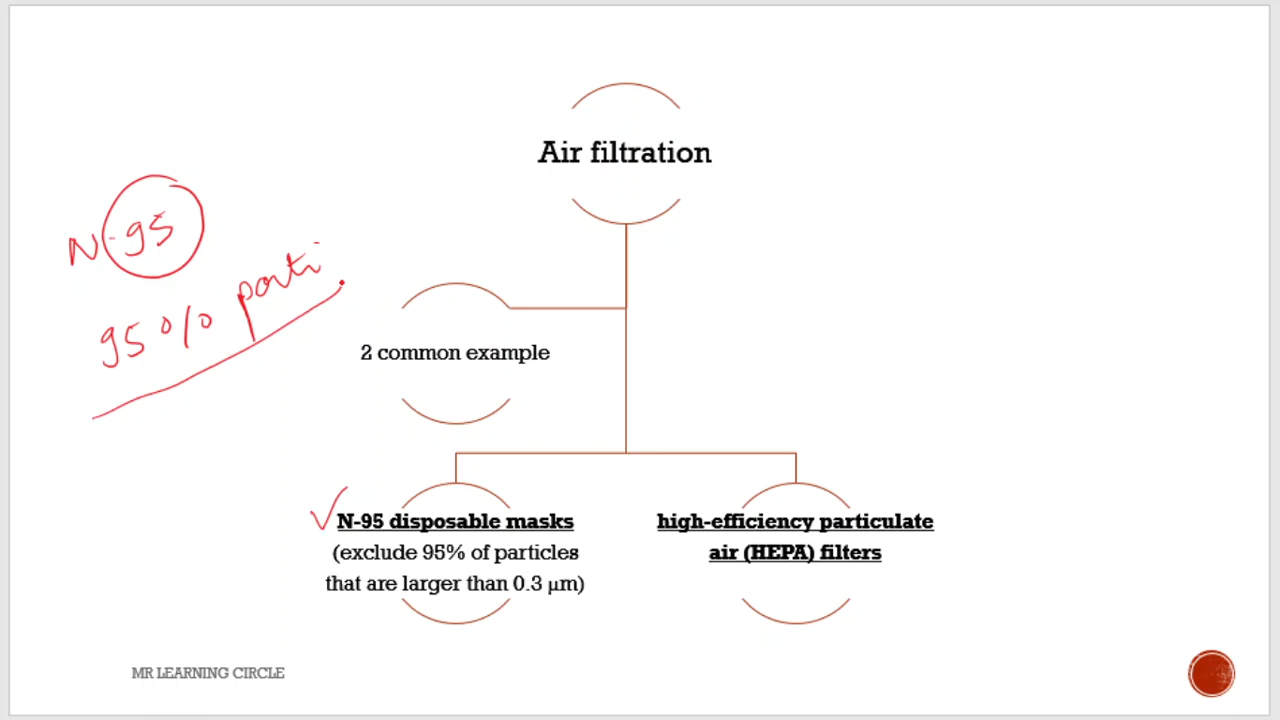 Air filtration
N-95
95% parti
2 common example
N-95 disposable masks
(exclude 95% of particles
that are larger than 0.3 µm)
high-efficiency particulate
air (HEPA) filters
MR LEARNING CIRCLE